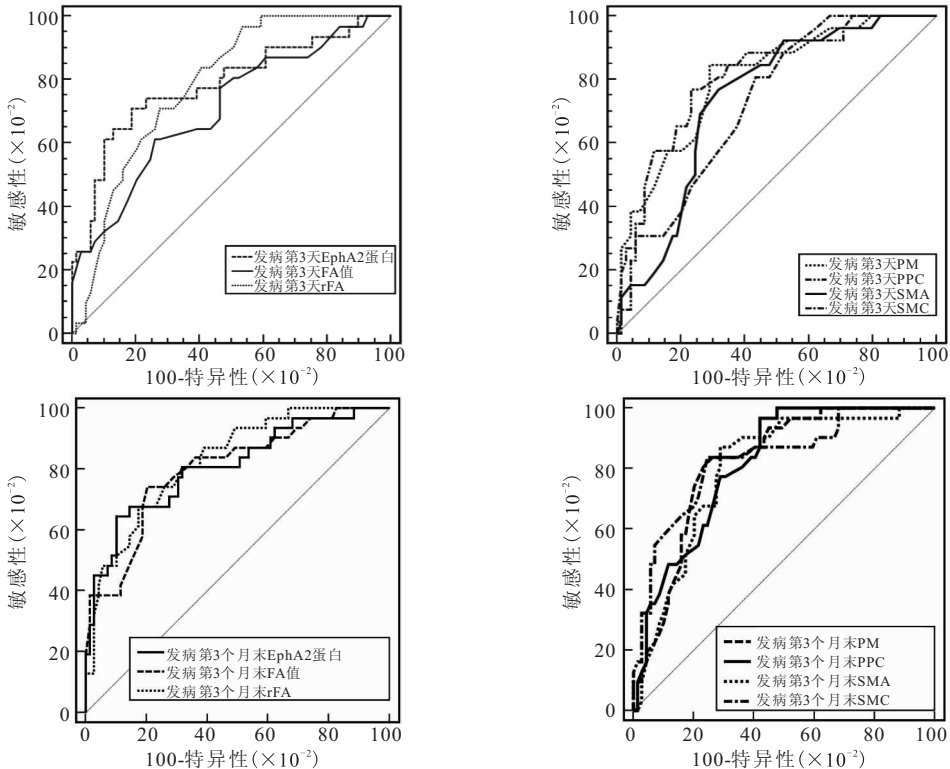 敏感性(×10⁻²)
100
80
60
40
20
0
发病第3天EphA2蛋白
发病第3天FA值
发病第3天rFA
0 20 40 60 80 100
100-特异性(×10⁻²)
敏感性(×10⁻²)
100
80
60
40
20
0
发病第3天PM
发病第3天PPC
发病第3天SMA
发病第3天SMC
0 20 40 60 80 100
100-特异性(×10⁻²)
敏感性(×10⁻²)
100
80
60
40
20
0
发病第3个月末EphA2蛋白
发病第3个月末FA值
发病第3个月末rFA
0 20 40 60 80 100
100-特异性(×10⁻²)
敏感性(×10⁻²)
100
80
60
40
20
0
发病第3个月末PM
发病第3个月末PPC
发病第3个月末SMA
发病第3个月末SMC
0 20 40 60 80 100
100-特异性(×10⁻²)